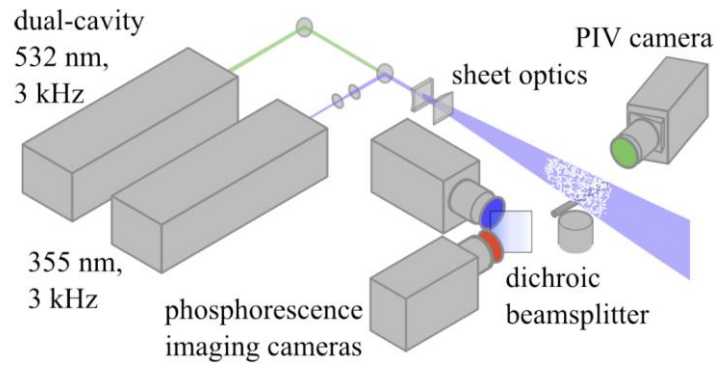 dual-cavity
532 nm,
3 kHz
PIV camera
sheet optics
355 nm,
3 kHz
phosphorescence
imaging cameras
dichroic
beamsplitter